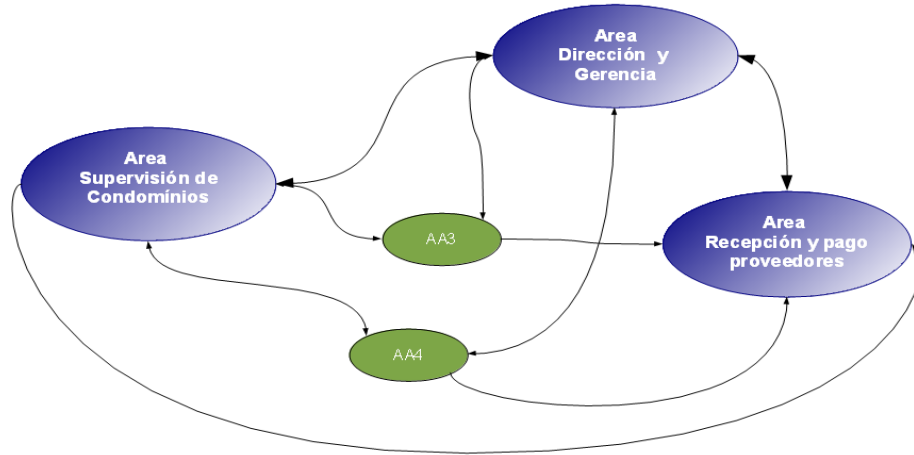 Area
Dirección y
Gerencia
Area
Supervisión de
Condomínios
Area
Recepción y pago
proveedores
AA3
AA4